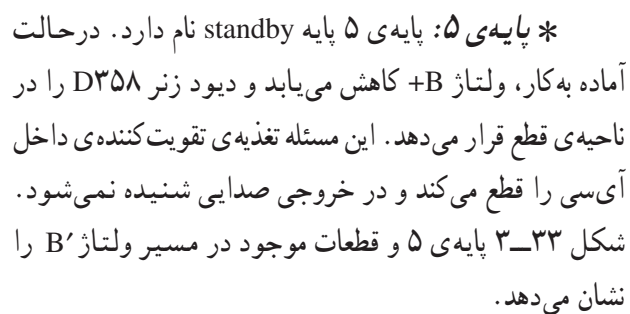 * پایه‌ی ۵: پایه‌ی ۵ پایه standby نام دارد. درحالت
آماده به‌کار، ولتاژ B+ کاهش می‌یابد و دیود زنر D۳۵۸ را در
ناحیه‌ی قطع قرار می‌دهد. این مسئله تغذیه‌ی تقویت‌کننده‌ی داخل
آی‌سی را قطع می‌کند و در خروجی صدایی شنیده نمی‌شود.
شکل ۳۳ــ۳ پایه‌ی ۵ و قطعات موجود در مسیر ولتاژ B′ را
نشان می‌دهد.